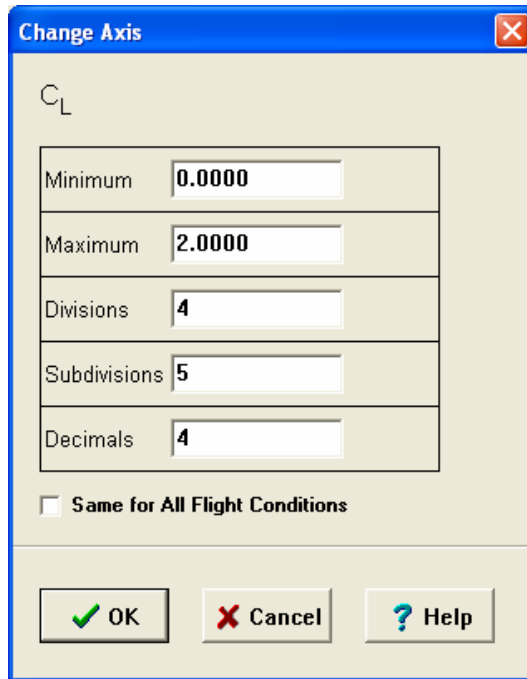 Change Axis
CL
Minimum 0.0000
Maximum 2.0000
Divisions 4
Subdivisions 5
Decimals 4
Same for All Flight Conditions
OK Cancel ? Help